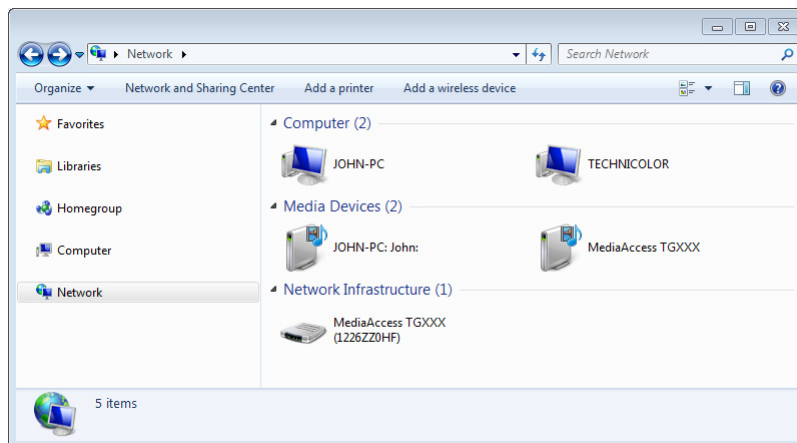 Network
Search Network
Organize Network and Sharing Center Add a printer Add a wireless device
Favorites
Libraries
Homegroup
Computer
Network
Computer (2)
JOHN-PC TECHNICOLOR
Media Devices (2)
JOHN-PC: John: MediaAccess TGXXX
Network Infrastructure (1)
MediaAccess TGXXX
(1226ZZ0HF)
5 items